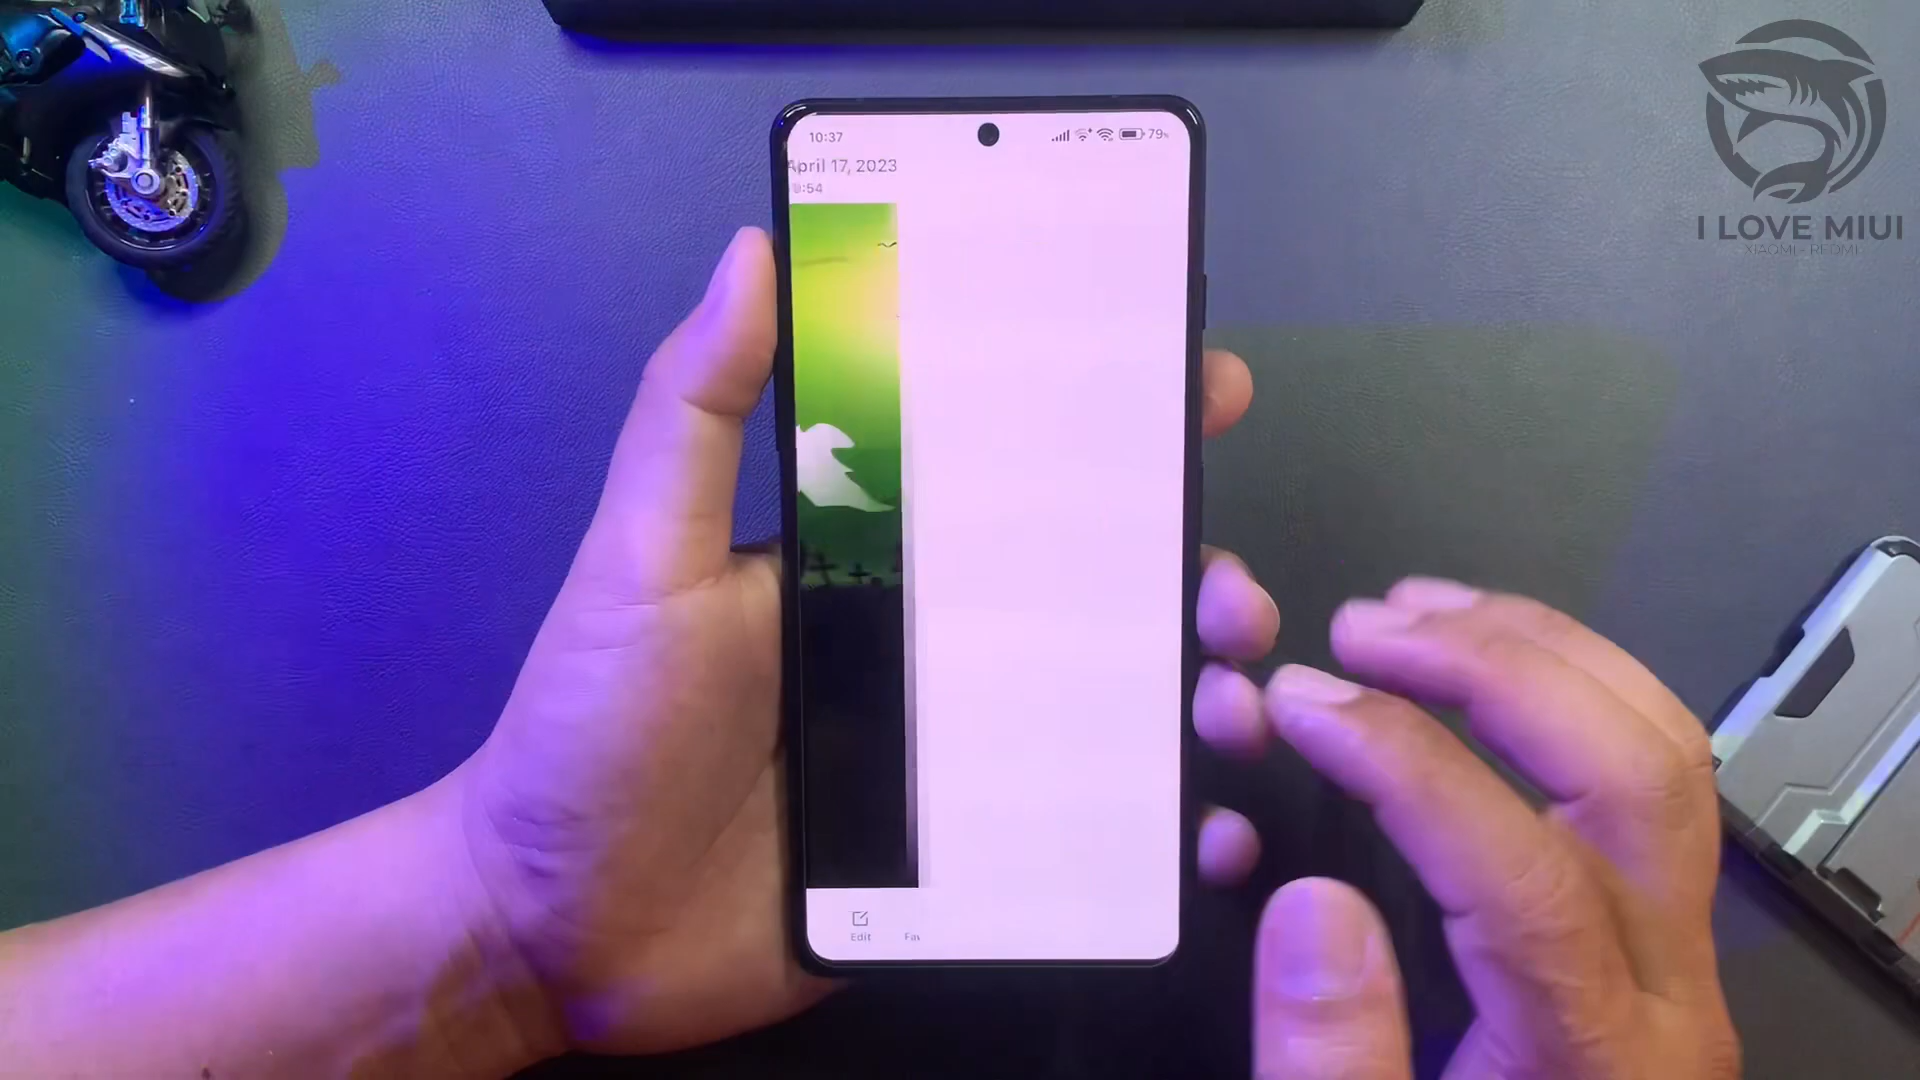 10:37
79%
April 17, 2023
Edit
I LOVE MIUI
XIAOMI - REDMI